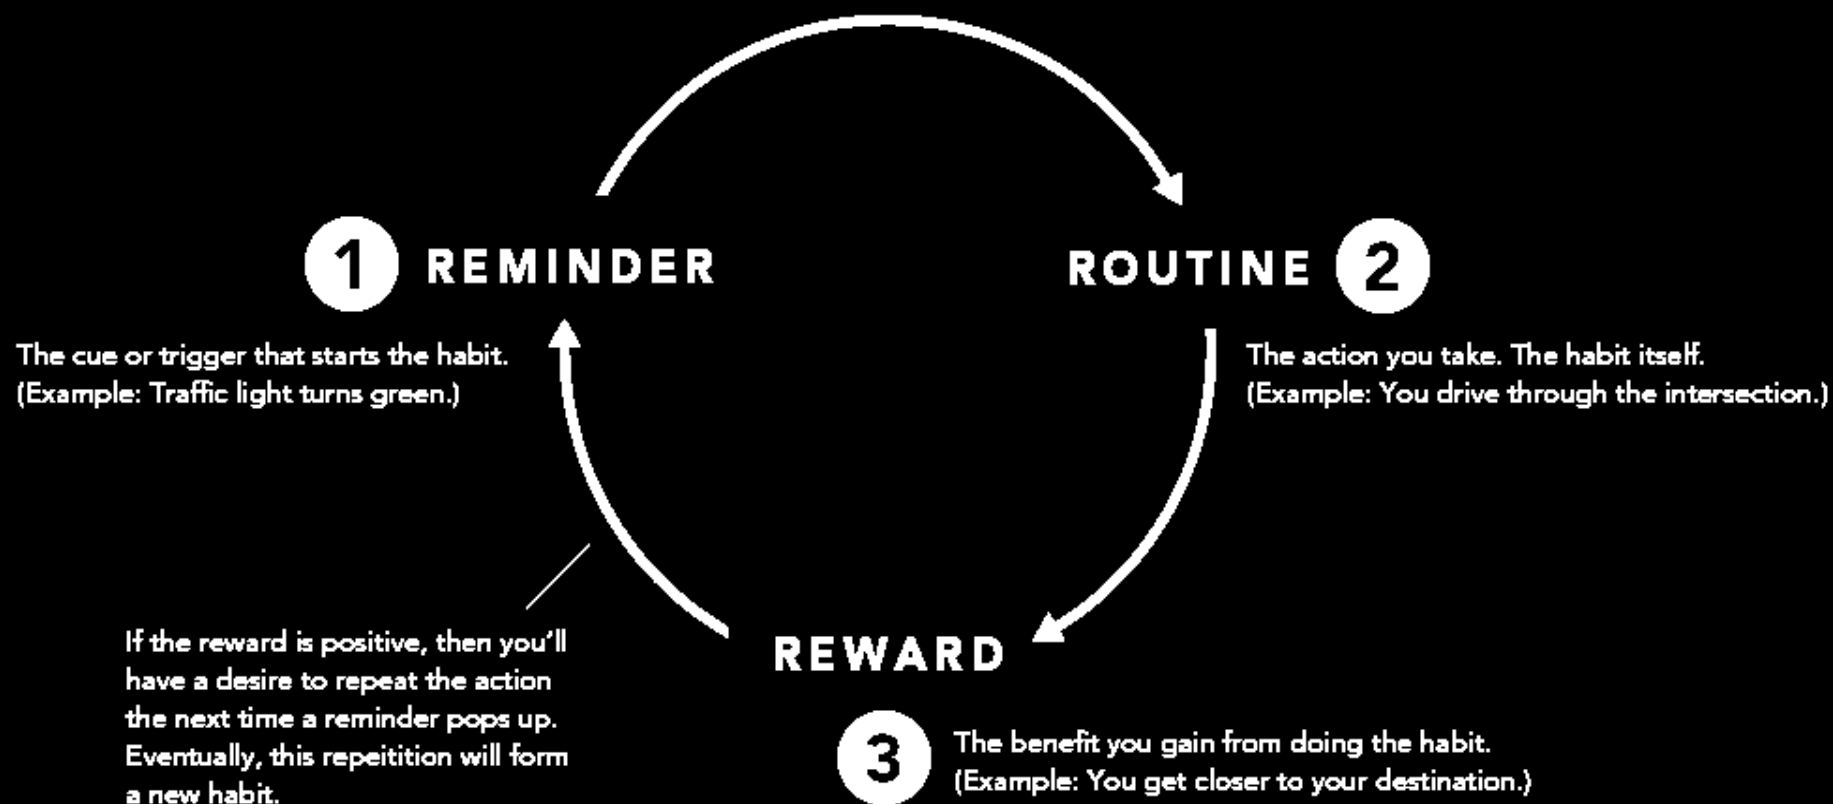 1 REMINDER
The cue or trigger that starts the habit.
(Example: Traffic light turns green.)
ROUTINE 2
The action you take. The habit itself.
(Example: You drive through the intersection.)
REWARD
3
The benefit you gain from doing the habit.
(Example: You get closer to your destination.)
If the reward is positive, then you'll
have a desire to repeat the action
the next time a reminder pops up.
Eventually, this repeitition will form
a new habit.